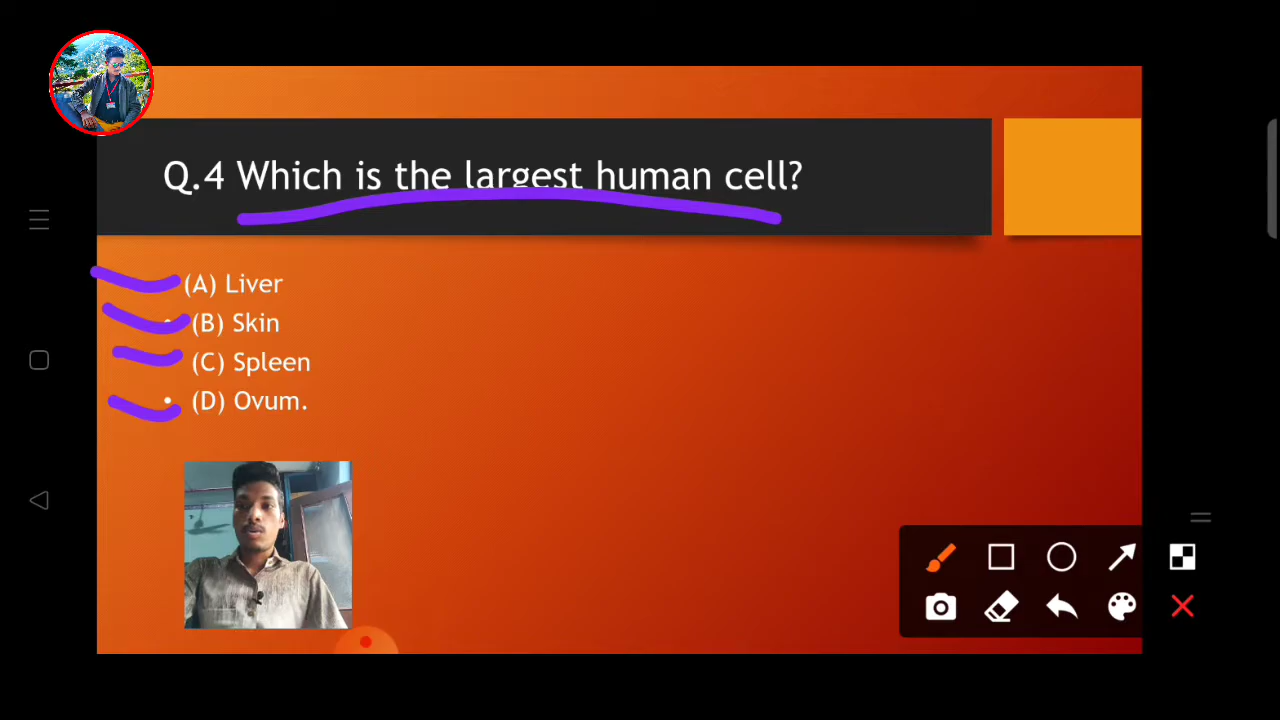 Q.4 Which is the largest human cell?
(A) Liver
• (B) Skin
(C) Spleen
• (D) Ovum.